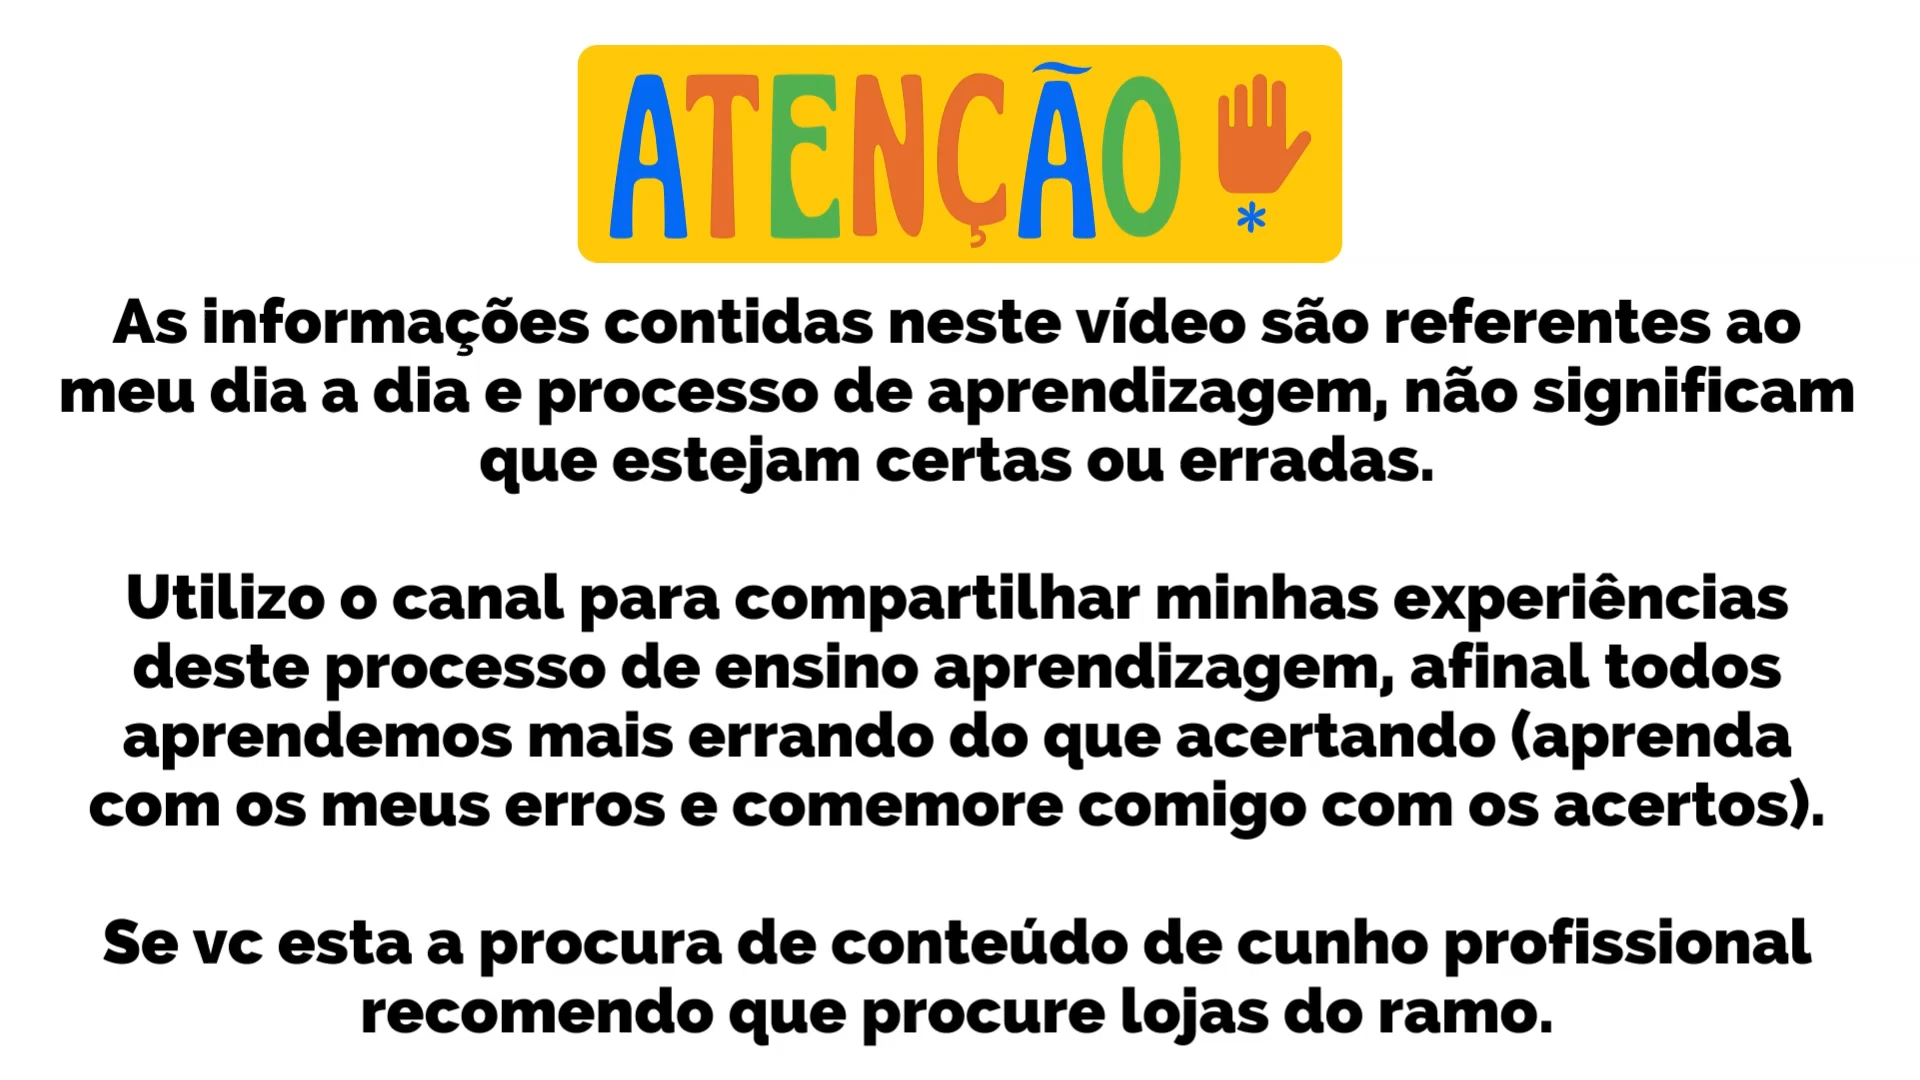 ATENÇÃO
As informações contidas neste vídeo são referentes ao
meu dia a dia e processo de aprendizagem, não significam
que estejam certas ou erradas.
Utilizo o canal para compartilhar minhas experiências
deste processo de ensino aprendizagem, afinal todos
aprendemos mais errando do que acertando (aprenda
com os meus erros e comemore comigo com os acertos).
Se vc esta a procura de conteúdo de cunho profissional
recomendo que procure lojas do ramo.